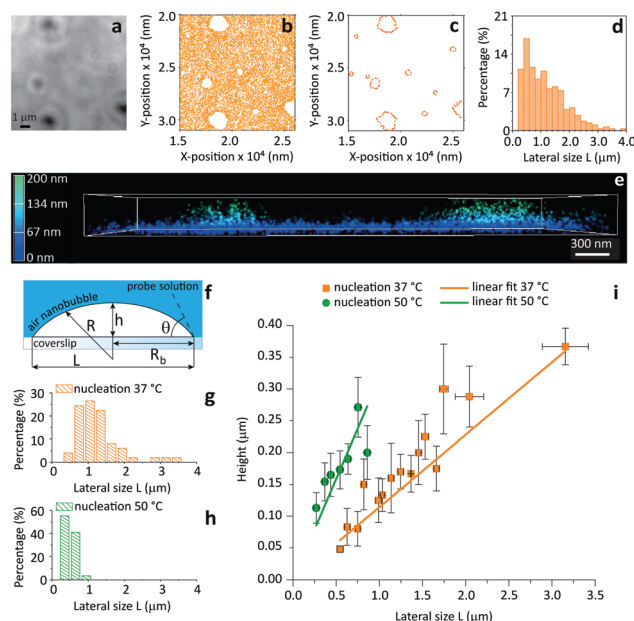 a
1 μm
b
Y-position x 10⁴ (nm)
2.0
2.5
3.0
1.6
2.0
2.4
X-position x 10⁴ (nm)
c
Y-position x 10⁴ (nm)
2.0
2.5
3.1
1.5
2.0
2.5
X-position x 10⁴ (nm)
d
Percentage (%)
21
15
9
3
0.0
1.0
2.0
3.0
4.0
Lateral size L (μm)
200 nm
134 nm
67 nm
0 nm
e
300 nm
f
probe solution
air nanobubble
R
h
θ
coverslip
R_b
L
g
nucleation 37 °C
Percentage (%)
30
20
10
0
0
1
2
3
4
Lateral size L (μm)
h
nucleation 50 °C
Percentage (%)
60
40
20
0
0
1
2
3
4
Lateral size L (μm)
i
nucleation 37 °C
linear fit 37 °C
nucleation 50 °C
linear fit 50 °C
Height (μm)
0.40
0.35
0.30
0.25
0.20
0.15
0.10
0.05
0.00
0.0
0.5
1.0
1.5
2.0
2.5
3.0
3.5
Lateral size L (μm)